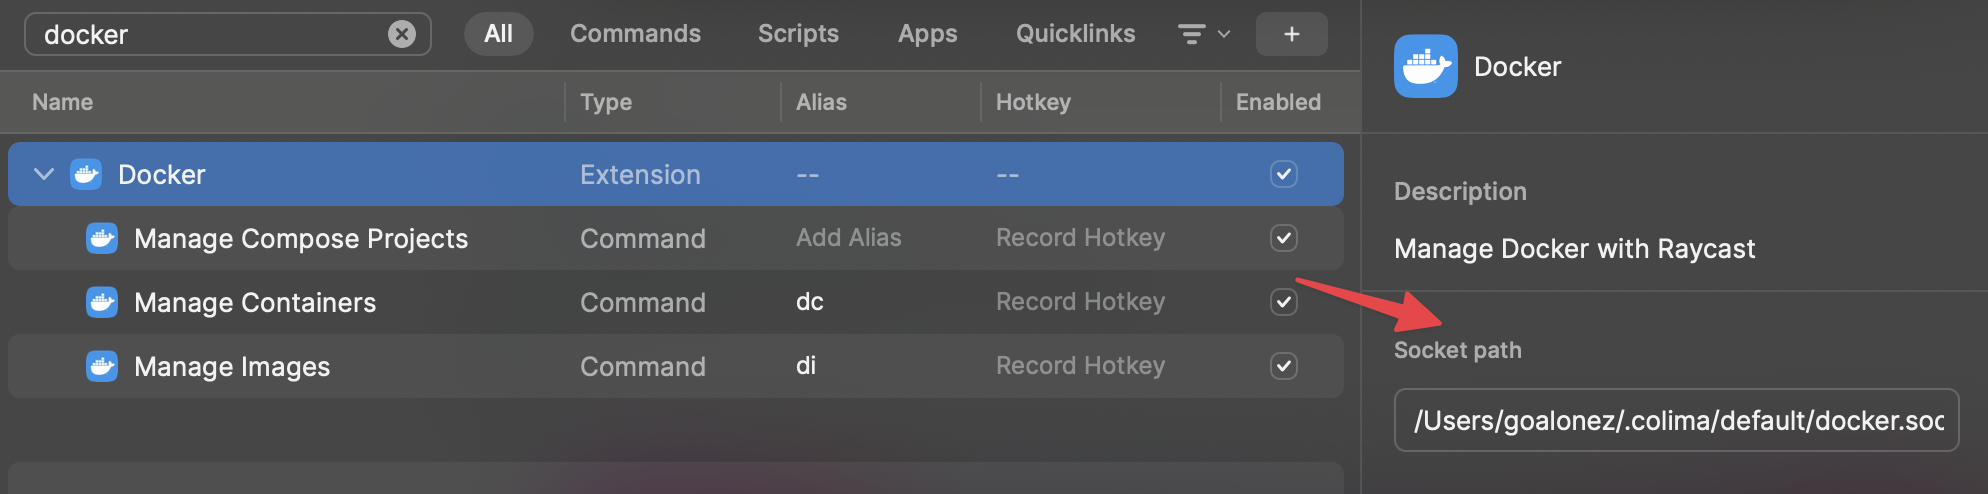 docker All Commands Scripts Apps Quicklinks +
Docker
Name Type Alias Hotkey Enabled
Docker Extension -- --
Manage Compose Projects Command Add Alias Record Hotkey
Manage Containers Command dc Record Hotkey
Manage Images Command di Record Hotkey
Description
Manage Docker with Raycast
Socket path
/Users/goalonez/.colima/default/docker.soc